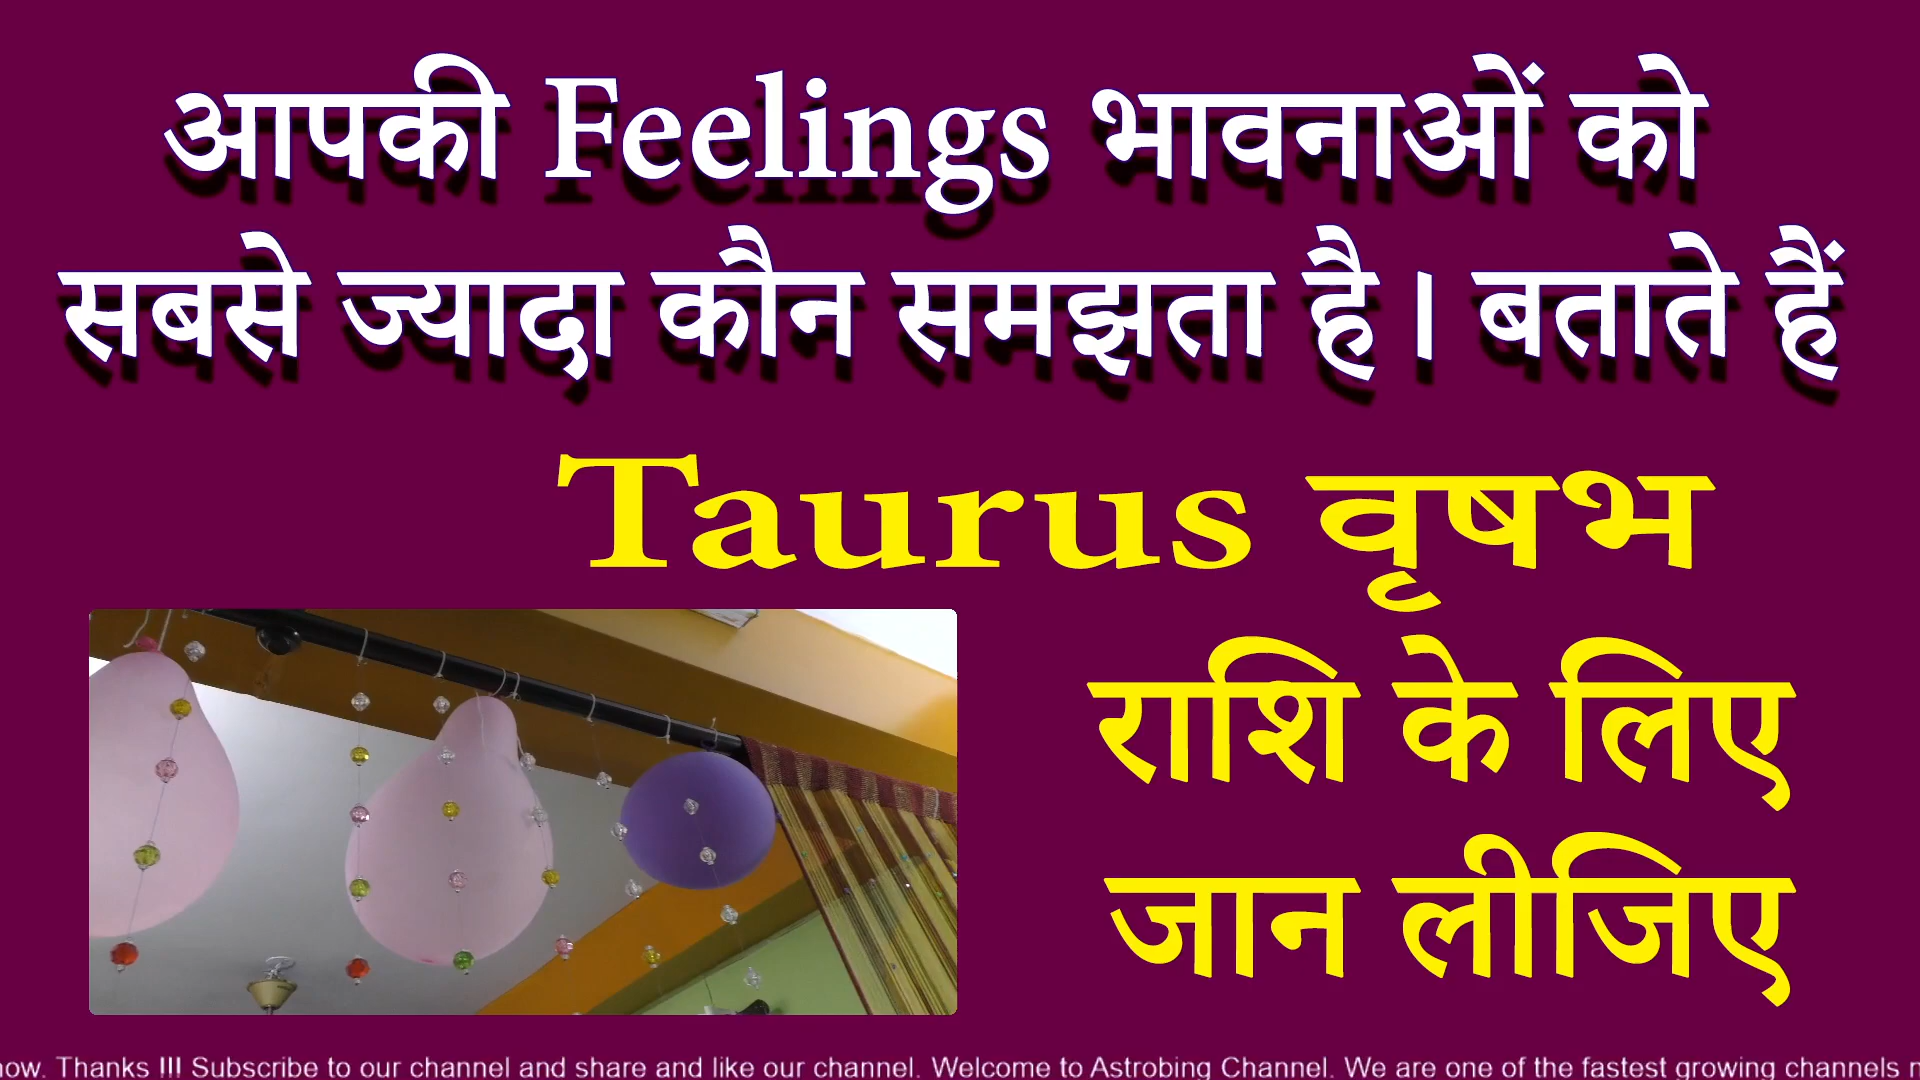 आपकी Feelings भावनाओं को
सबसे ज्यादा कौन समझता है । बताते हैं
Taurus वृषभ
राशि के लिए
जान लीजिए
now. Thanks !!! Subscribe to our channel and share and like our channel. Welcome to Astrobing Channel. We are one of the fastest growing channels